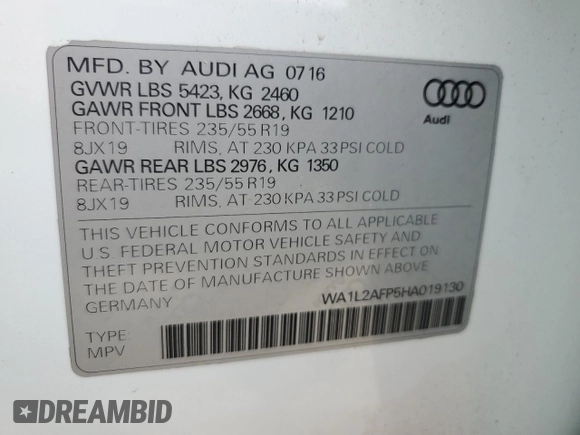 MFD. BY AUDI AG 07 16
GVWR LBS 5423, KG 2460
GAWR FRONT LBS 2668, KG 1210
FRONT-TIRES 235/55 R19
8JX19 RIMS, AT 230 KPA 33 PSI COLD
GAWR REAR LBS 2976, KG 1350
REAR-TIRES 235/55 R19
8JX19 RIMS, AT 230 KPA 33 PSI COLD
Audi
THIS VEHICLE CONFORMS TO ALL APPLICABLE
U.S. FEDERAL MOTOR VEHICLE SAFETY AND
THEFT PREVENTION STANDARDS IN EFFECT ON
THE DATE OF MANUFACTURE SHOWN ABOVE
GERMANY
WA1L2AFP5HA019130
TYPE:
MPV
DREAMBID